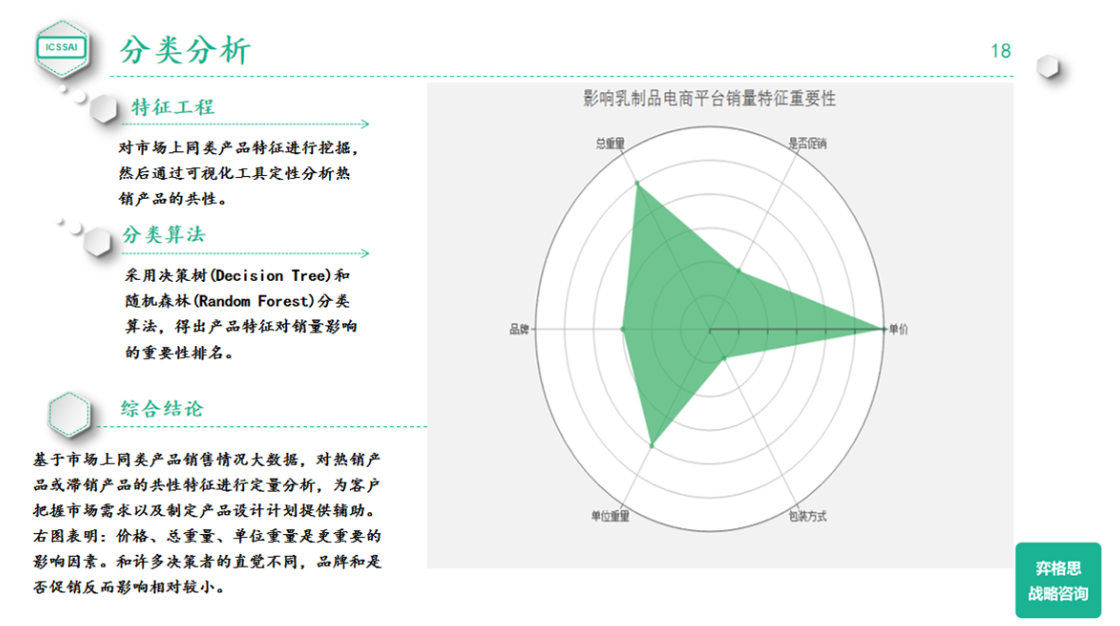 ICSSAI
分类分析
18
特征工程
对市场上同类产品特征进行挖掘，
然后通过可视化工具定性分析热
销产品的共性。
分类算法
采用决策树(Decision Tree)和
随机森林(Random Forest)分类
算法，得出产品特征对销量影响
的重要性排名。
综合结论
基于市场上同类产品销售情况大数据，对热销产
品或滞销产品的共性特征进行定量分析，为客户
把握市场需求以及制定产品设计计划提供辅助。
右图表明：价格、总重量、单位重量是更重要的
影响因素。和许多决策者的直觉不同，品牌和是
否促销反而影响相对较小。
影响乳制品电商平台销量特征重要性
总重量
是否促销
品牌
单价
单位重量
包装方式
弈格思
战略咨询